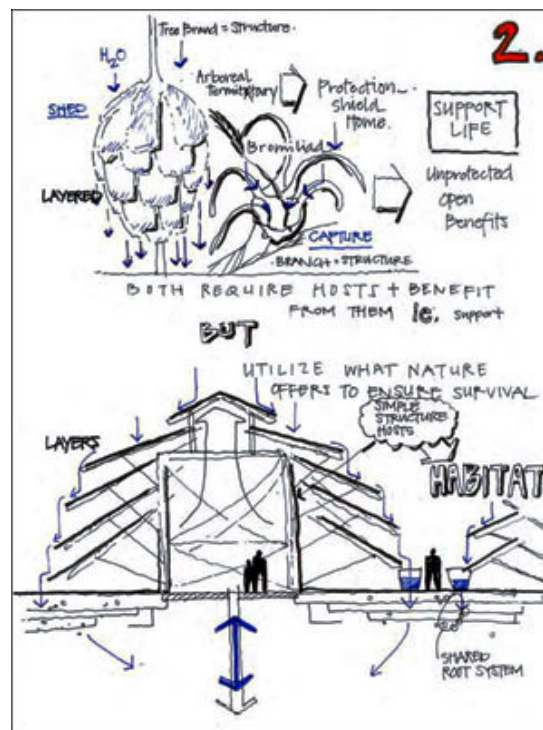 2.
Tree Brand = Structure.
H2O
SHED
Arboreal
Termitary
Protection
shield
Home.
SUPPORT
LIFE
Bromiliad
LAYERED
Unprotected
Open
Benefits
CAPTURE
BRANCH = STRUCTURE
BOTH REQUIRE HOSTS + BENEFIT
FROM THEM ie. support
BUT
UTILIZE WHAT NATURE
OFFERS TO ENSURE SURVIVAL
SIMPLE
STRUCTURE
HOSTS
LAYERS
HABITAT
SHARED
ROOT SYSTEM